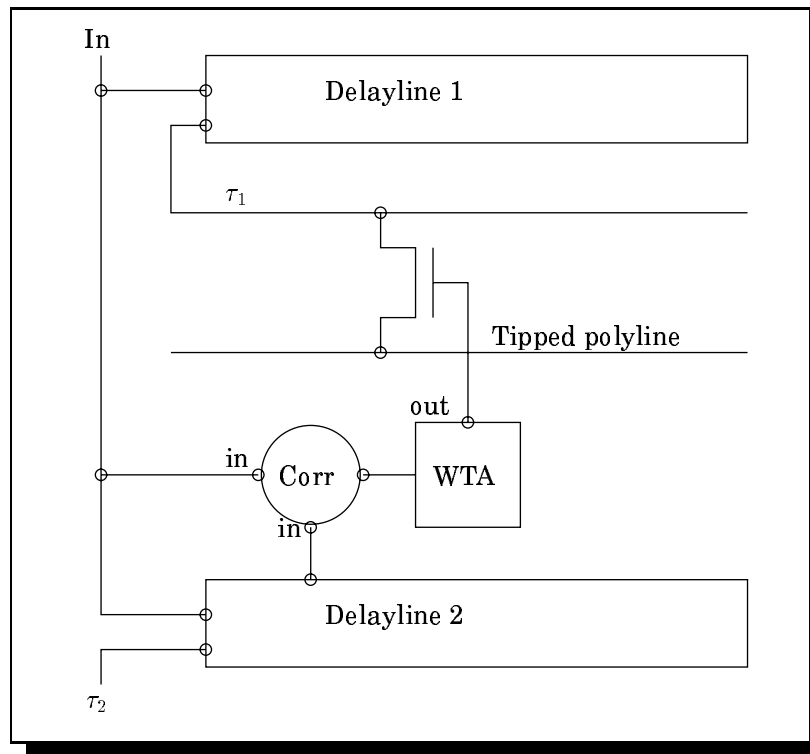 In
Delayline 1
τ₁
Tipped polyline
out
in
Corr
WTA
in
Delayline 2
τ₂